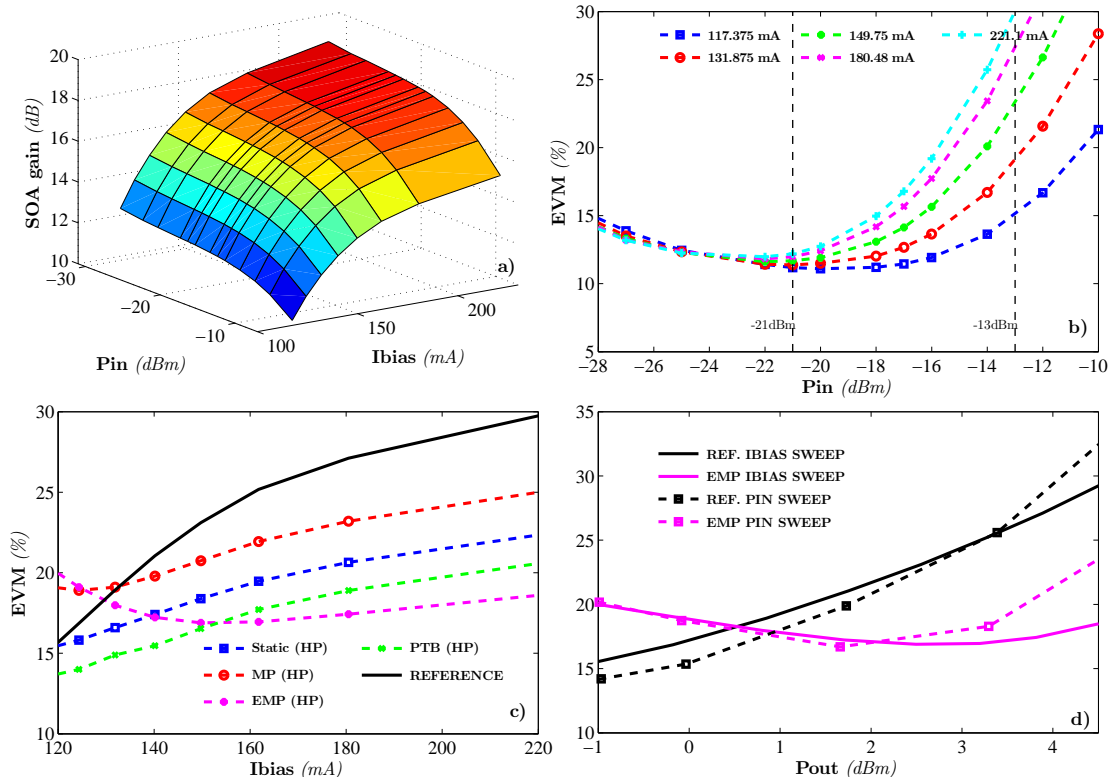 20
18
16
14
12
10
SOA gain (dB)
−30
−20
−10
Pin (dBm)
100
150
200
Ibias (mA)
a)
30
25
20
15
10
5
EVM (%)
117.375 mA
131.875 mA
149.75 mA
180.48 mA
221.1 mA
-21dBm
-13dBm
b)
−28 −26 −24 −22 −20 −18 −16 −14 −12 −10
Pin (dBm)
30
25
20
15
10
EVM (%)
Static (HP)
MP (HP)
EMP (HP)
PTB (HP)
REFERENCE
c)
120 140 160 180 200 220
Ibias (mA)
35
30
25
20
15
10
REF. IBIAS SWEEP
EMP IBIAS SWEEP
REF. PIN SWEEP
EMP PIN SWEEP
d)
−1 0 1 2 3 4
Pout (dBm)